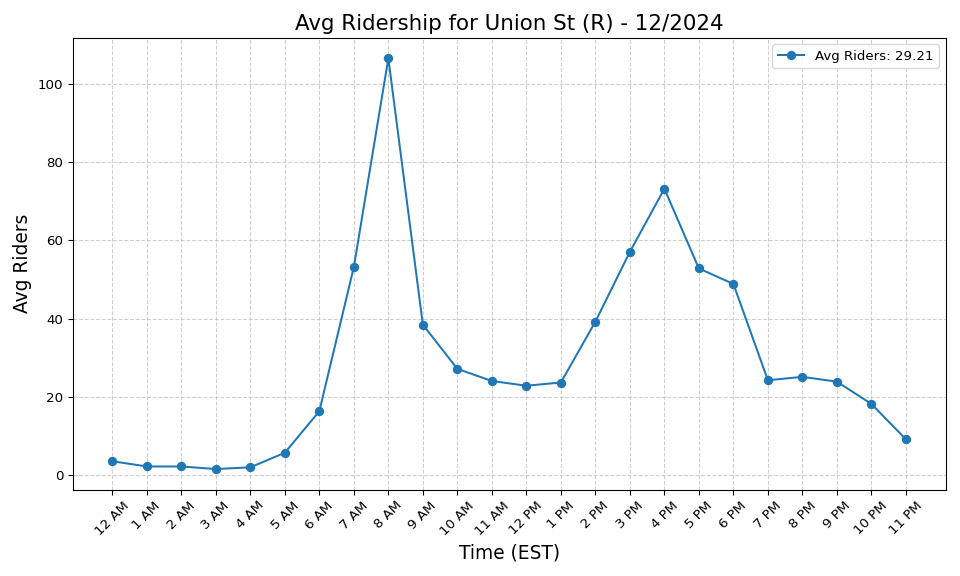 Avg Ridership for Union St (R) - 12/2024
Avg Riders: 29.21
Avg Riders
100
80
60
40
20
0
12 AM
1 AM
2 AM
3 AM
4 AM
5 AM
6 AM
7 AM
8 AM
9 AM
10 AM
11 AM
12 PM
1 PM
2 PM
3 PM
4 PM
5 PM
6 PM
7 PM
8 PM
9 PM
10 PM
11 PM
Time (EST)